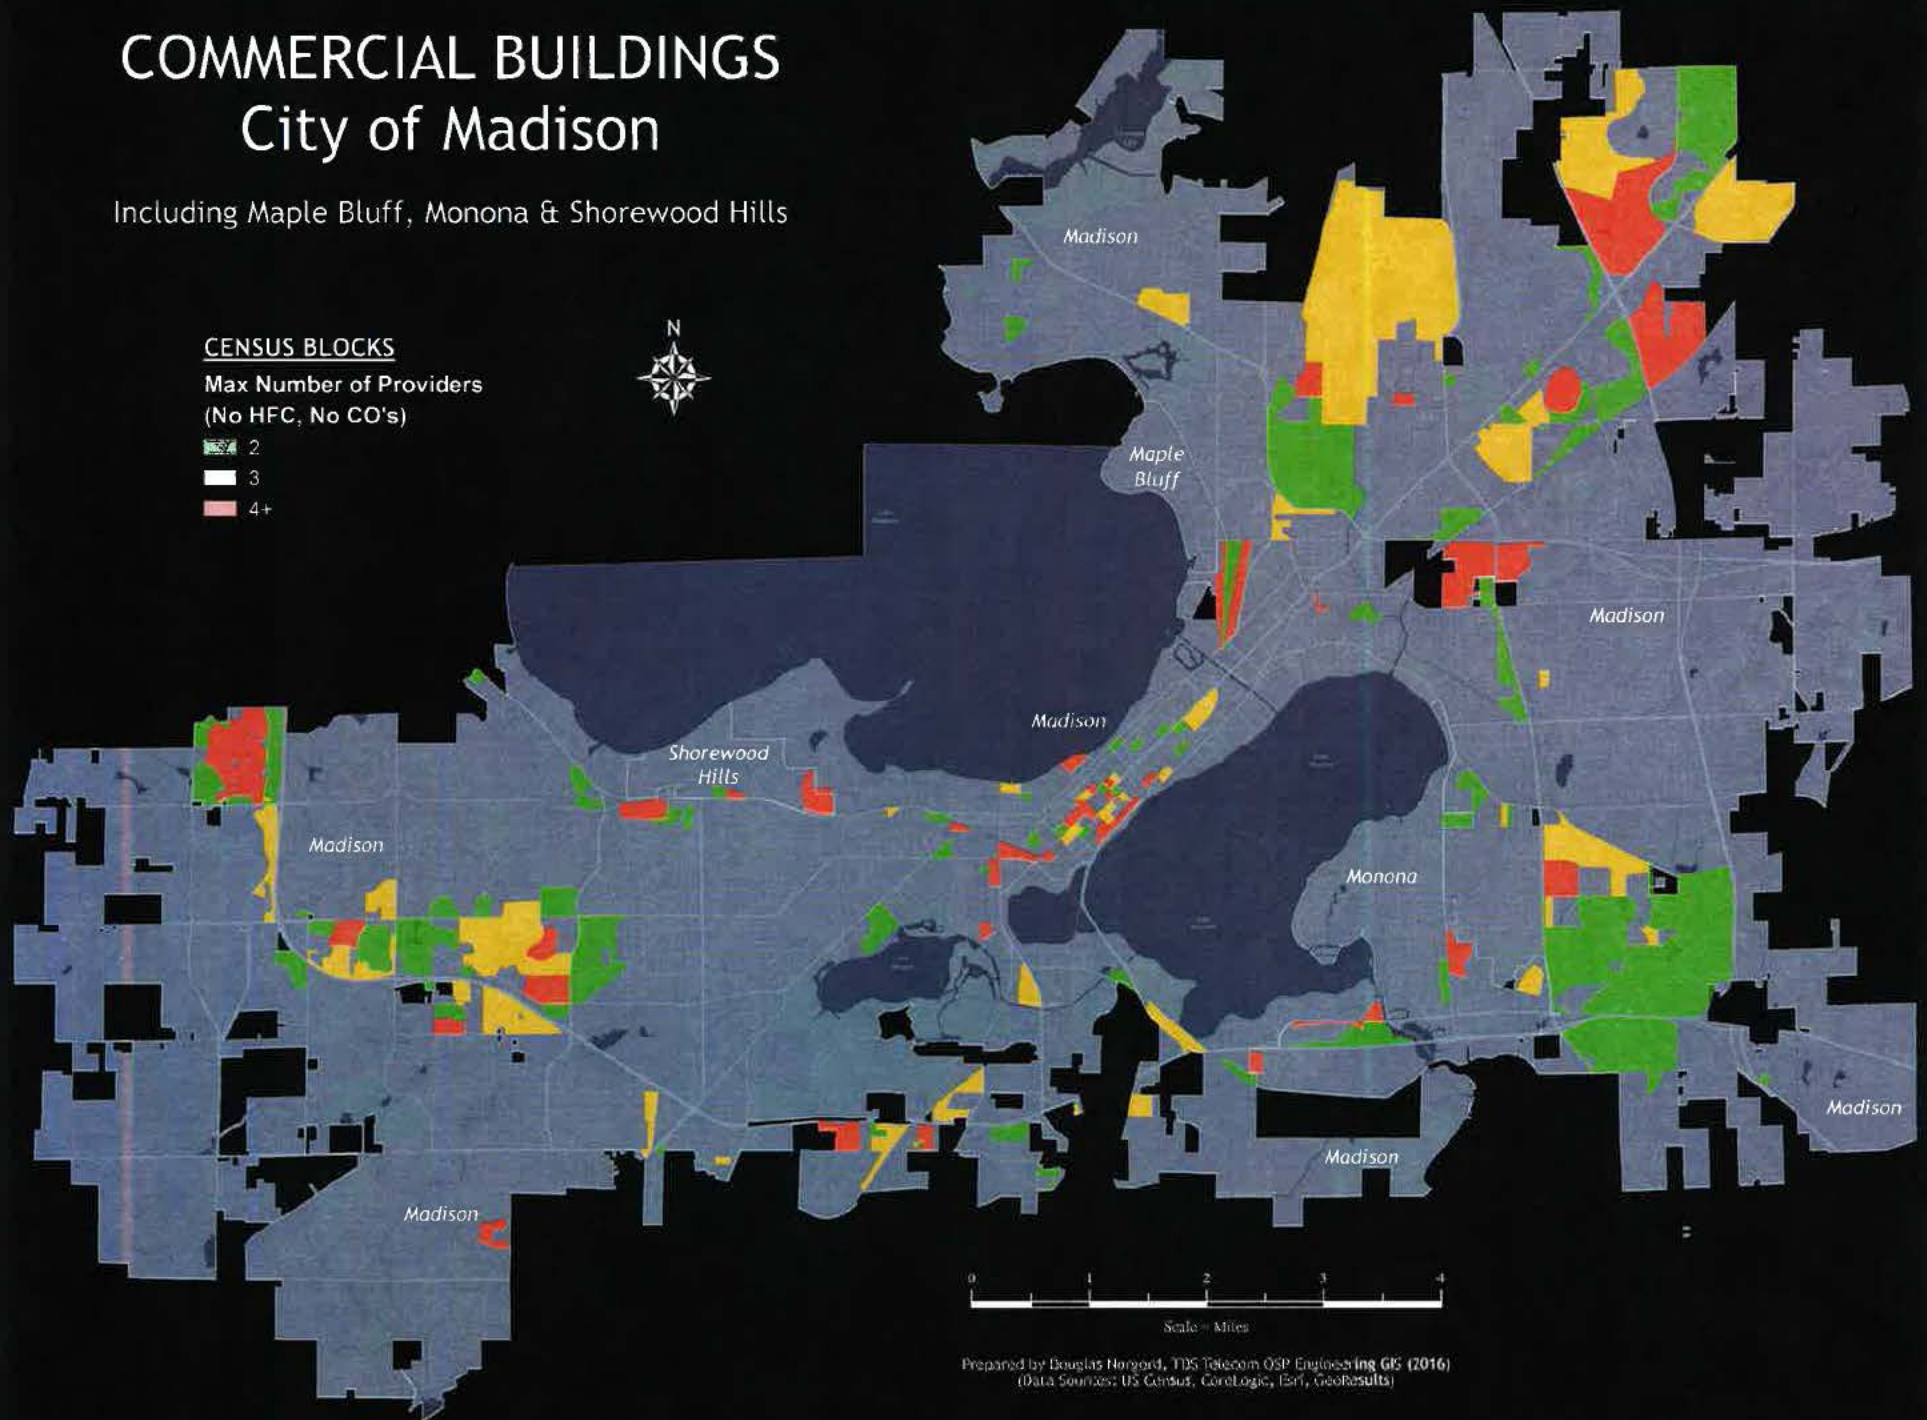 COMMERCIAL BUILDINGS
City of Madison
Including Maple Bluff, Monona & Shorewood Hills
N
CENSUS BLOCKS
Max Number of Providers
(No HFC, No CO's)
2
3
4+
Madison
Maple
Bluff
Madison
Madison
Shorewood
Hills
Madison
Monona
Madison
Madison
Madison
0 1 2 3 4
Scale = Miles
Prepared by Douglas Norgord, TDS Telecom OSP Engineering GIS (2016)
(Data Sources: US Census, CoreLogic, Esri, GeoResults)